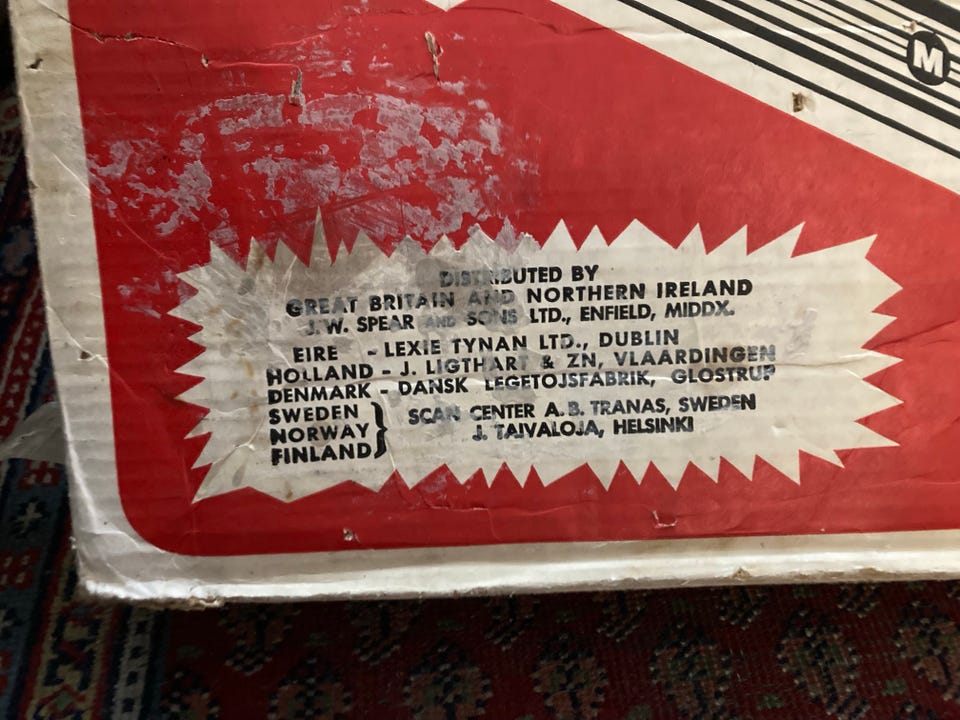 M
DISTRIBUTED BY
GREAT BRITAIN AND NORTHERN IRELAND
J.W. SPEAR AND SONS LTD., ENFIELD, MIDDX.
EIRE - LEXIE TYNAN LTD., DUBLIN
HOLLAND - J. LIGTHART & ZN, VLAARDINGEN
DENMARK - DANSK LEGETOJSFABRIK, GLOSTRUP
SWEDEN
NORWAY
FINLAND
SCAN CENTER A.B. TRANAS, SWEDEN
J. TAIVALOJA, HELSINKI